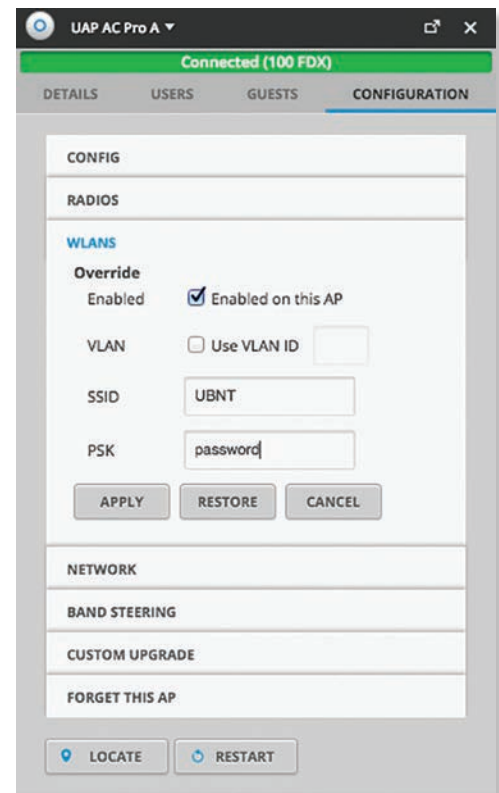 UAP AC Pro A
Connected (100 FDX)
DETAILS USERS GUESTS CONFIGURATION
CONFIG
RADIOS
WLANS
Override
Enabled Enabled on this AP
VLAN Use VLAN ID
SSID UBNT
PSK password
APPLY RESTORE CANCEL
NETWORK
BAND STEERING
CUSTOM UPGRADE
FORGET THIS AP
LOCATE RESTART